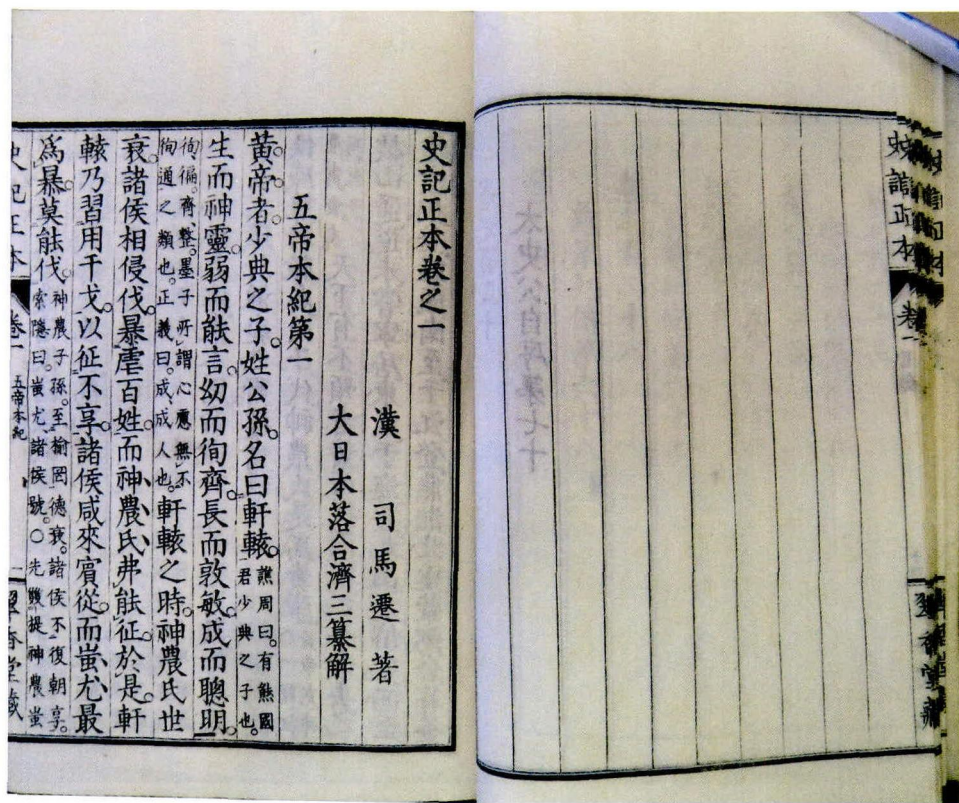 史記正本
卷一
史記正本卷之一
漢 司馬遷 著
大日本落合濟三纂解
五帝本紀第一
黄帝者。少典之子。姓公孫。名曰軒轅。譙周曰。有熊國君少典之子也。
生而神靈。弱而能言。幼而徇齊。長而敦敏。成而聰明。
徇偏。齊整。墨子所謂心應無不徇通之類也。正義曰。成成人也。軒轅之時。神農氏世
衰。諸侯相侵伐。暴虐百姓。而神農氏弗能征。於是軒
轅乃習用干戈。以征不享。諸侯咸來賓從。而蚩尤最
爲暴。莫能伐。神農子孫。至榆罔德衰。諸侯不復朝享。索隱曰。蚩尤諸侯號。○先雙提神農蚩
史記正本 卷一 五帝本紀 一